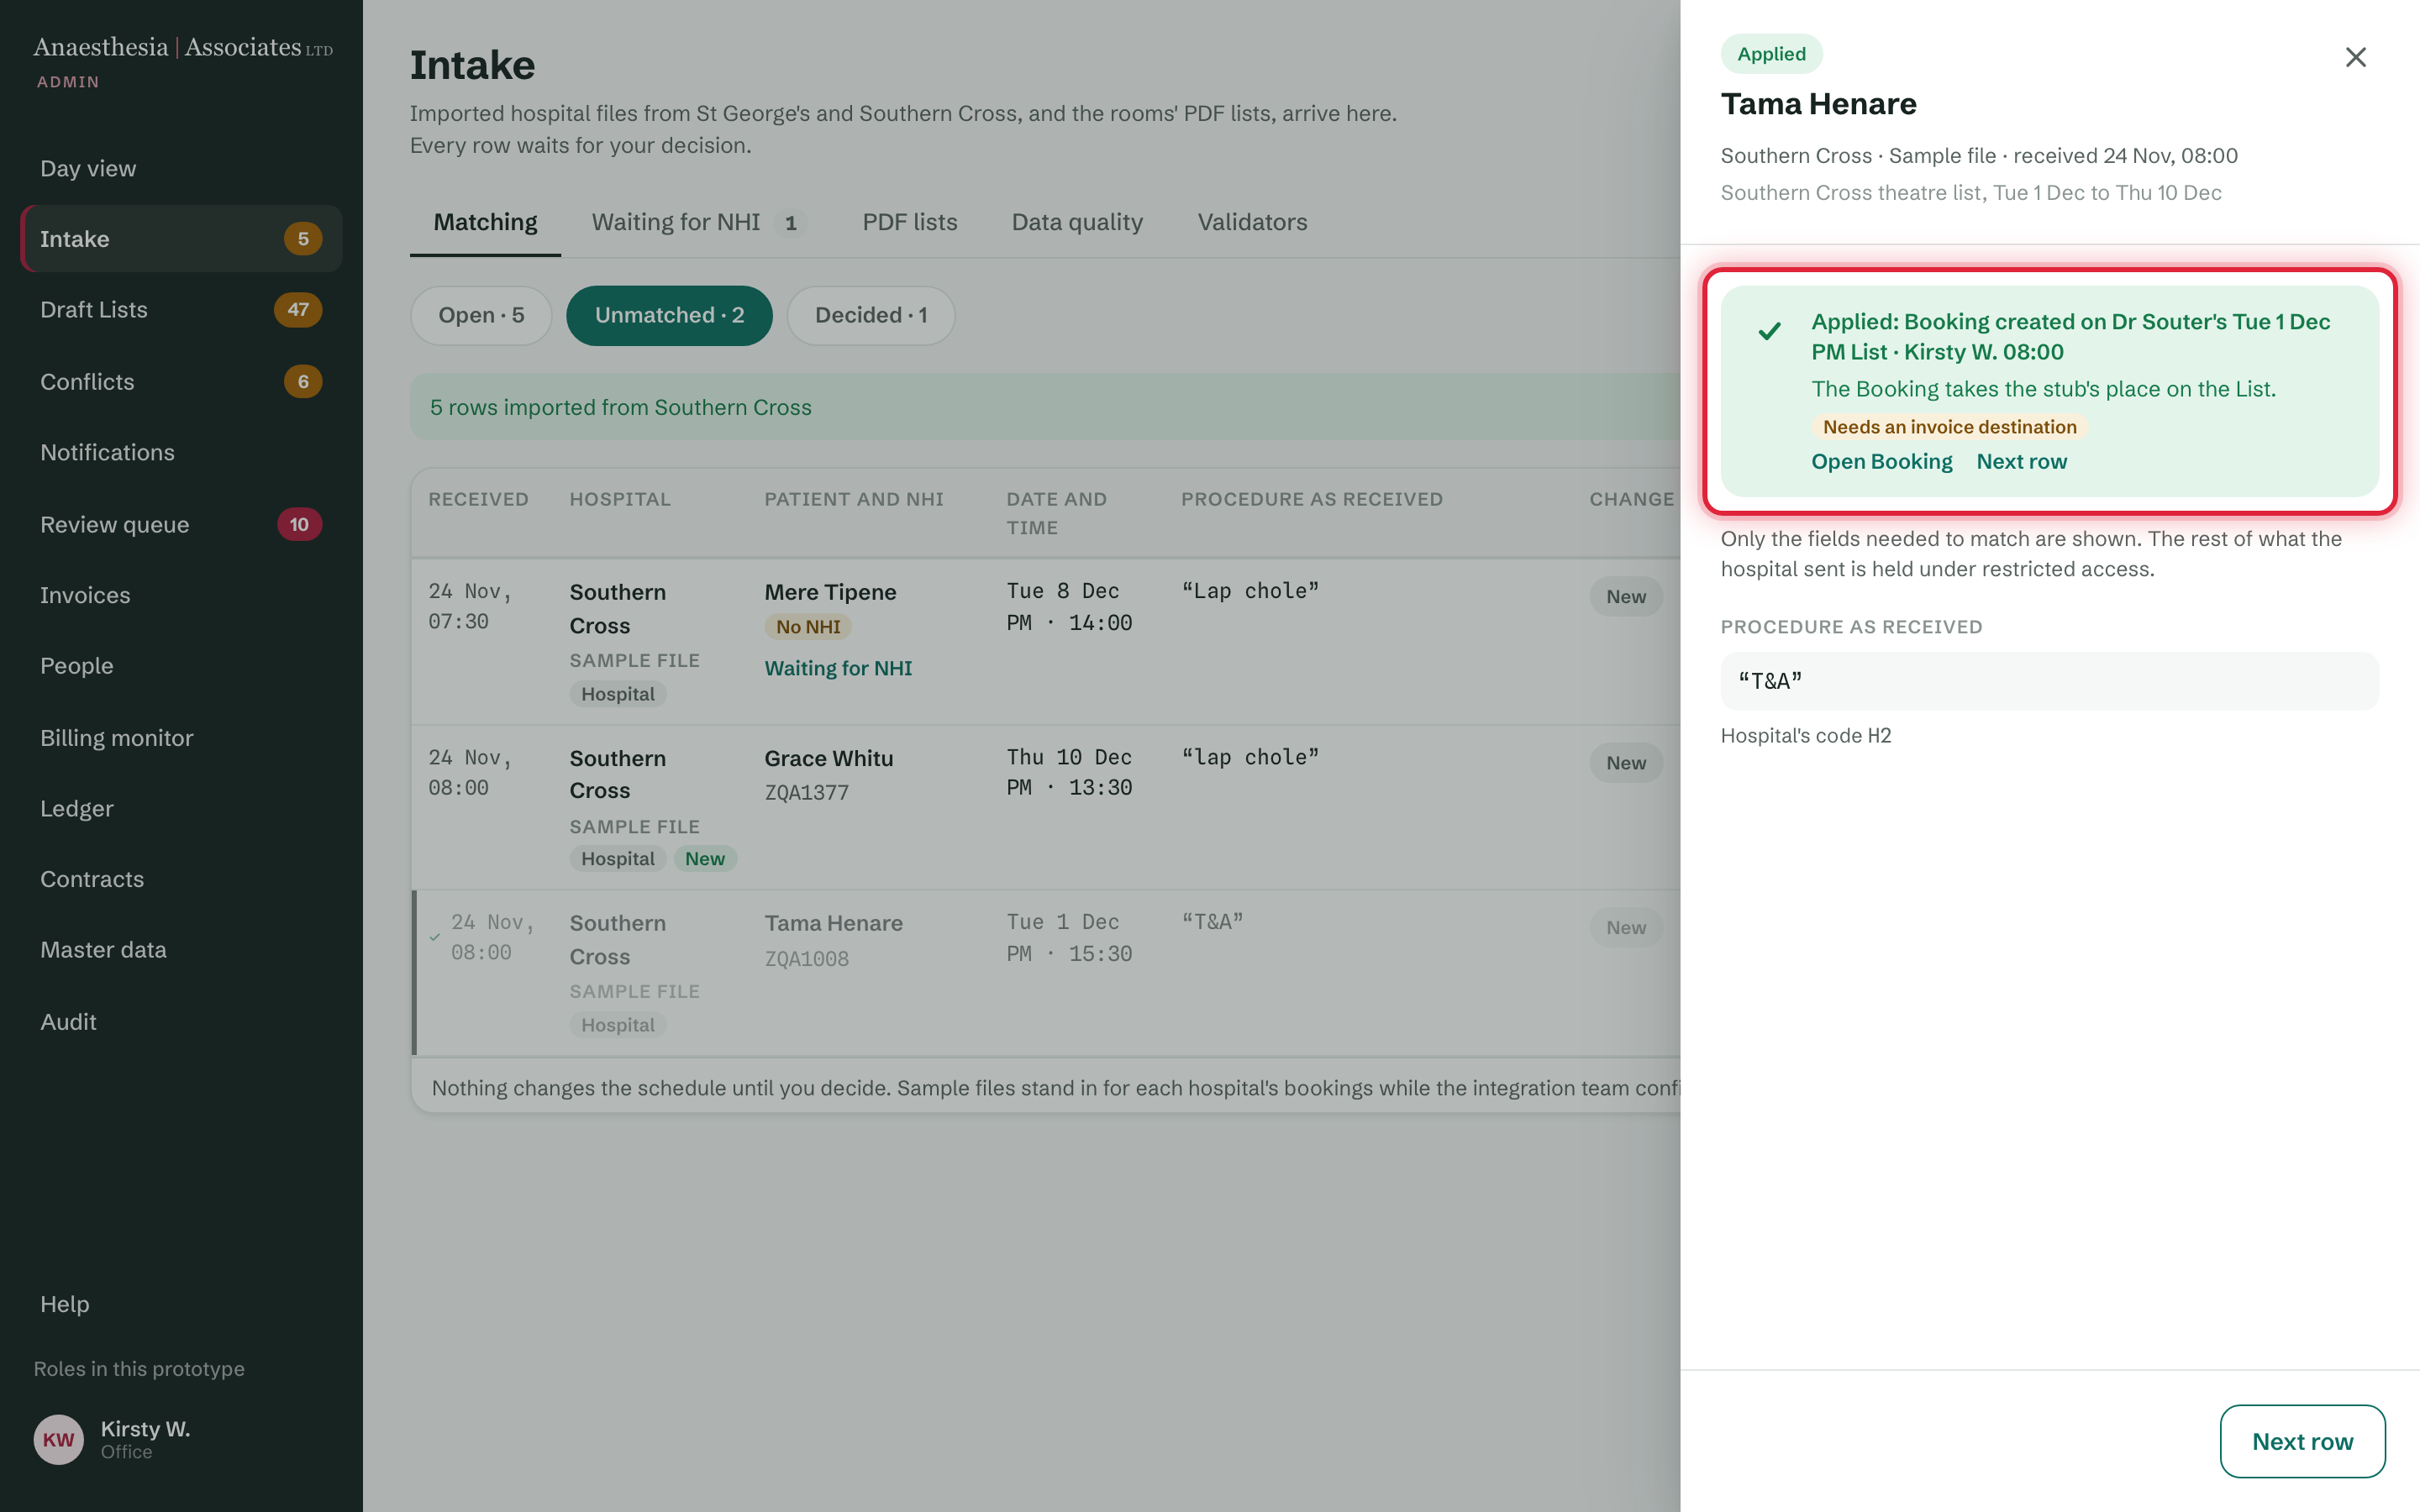 Anaesthesia | Associates LTD
ADMIN
Day view
Intake 5
Draft Lists 47
Conflicts 6
Notifications
Review queue 10
Invoices
People
Billing monitor
Ledger
Contracts
Master data
Audit
Help
Roles in this prototype
KW Kirsty W.
Office
Intake
Imported hospital files from St George's and Southern Cross, and the rooms' PDF lists, arrive here.
Every row waits for your decision.
Matching Waiting for NHI 1 PDF lists Data quality Validators
Open · 5 Unmatched · 2 Decided · 1
5 rows imported from Southern Cross
RECEIVED HOSPITAL PATIENT AND NHI DATE AND TIME PROCEDURE AS RECEIVED CHANGE
24 Nov, 07:30 Southern Cross SAMPLE FILE Hospital Mere Tipene No NHI Waiting for NHI Tue 8 Dec PM · 14:00 “Lap chole” New
24 Nov, 08:00 Southern Cross SAMPLE FILE Hospital New Grace Whitu ZQA1377 Thu 10 Dec PM · 13:30 “lap chole” New
24 Nov, 08:00 Southern Cross SAMPLE FILE Hospital Tama Henare ZQA1008 Tue 1 Dec PM · 15:30 “T&A” New
Nothing changes the schedule until you decide. Sample files stand in for each hospital's bookings while the integration team
Applied
Tama Henare
Southern Cross · Sample file · received 24 Nov, 08:00
Southern Cross theatre list, Tue 1 Dec to Thu 10 Dec
Applied: Booking created on Dr Souter's Tue 1 Dec
PM List · Kirsty W. 08:00
The Booking takes the stub's place on the List.
Needs an invoice destination
Open Booking Next row
Only the fields needed to match are shown. The rest of what the
hospital sent is held under restricted access.
PROCEDURE AS RECEIVED
“T&A”
Hospital's code H2
Next row